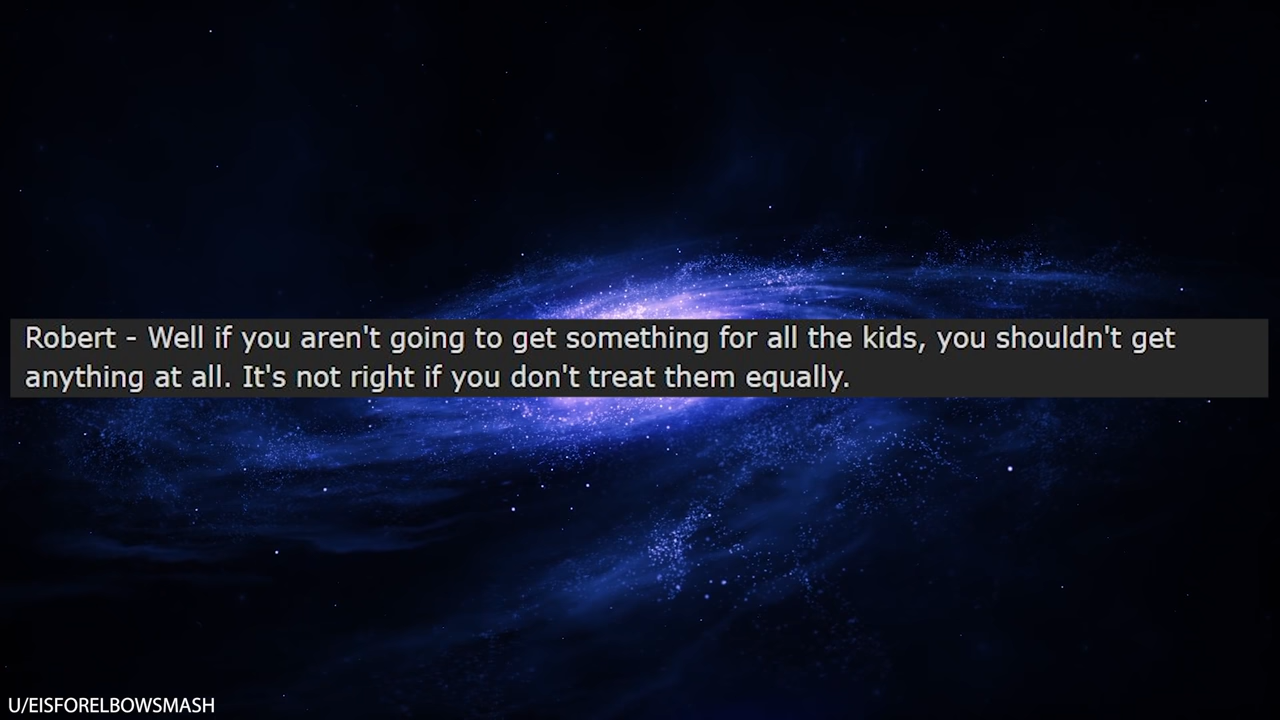 Robert - Well if you aren't going to get something for all the kids, you shouldn't get
anything at all. It's not right if you don't treat them equally.
U/EISFORELBOWSMASH